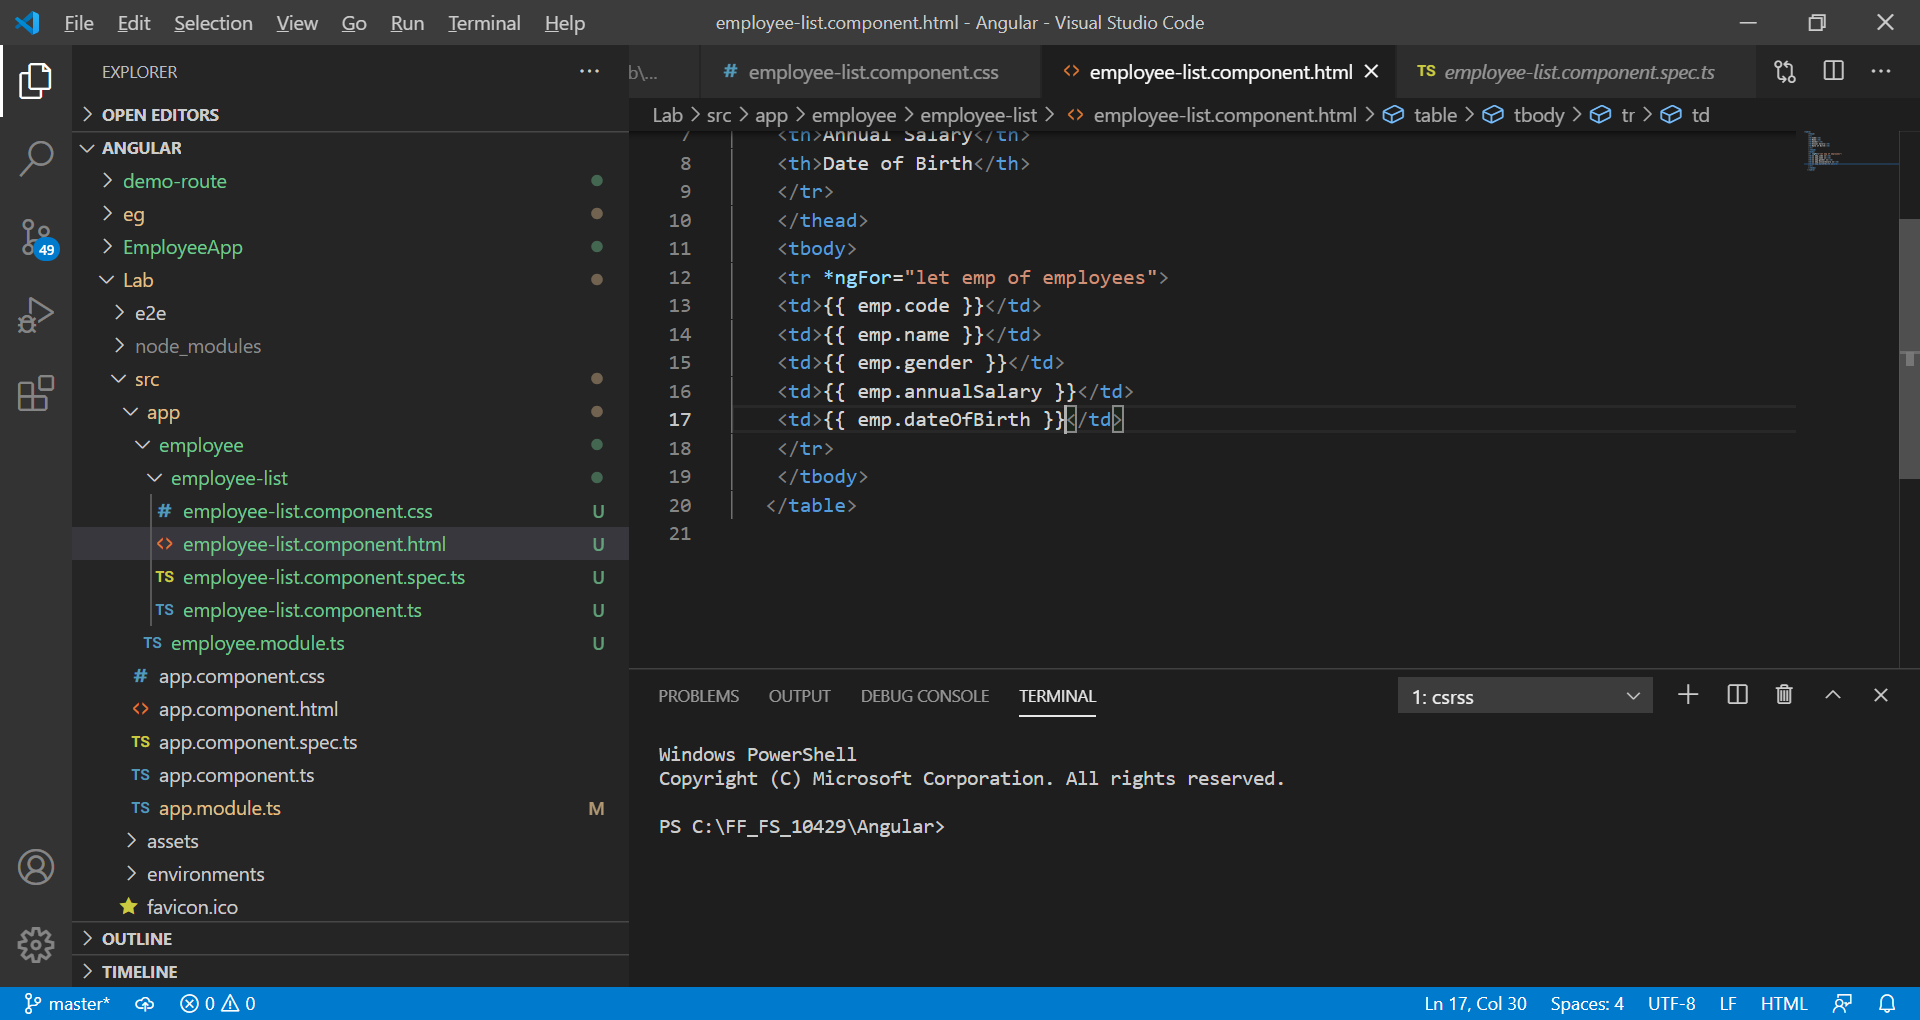 File Edit Selection View Go Run Terminal Help
employee-list.component.html - Angular - Visual Studio Code
EXPLORER
OPEN EDITORS
ANGULAR
demo-route
eg
EmployeeApp
Lab
e2e
node_modules
src
app
employee
employee-list
# employee-list.component.css U
<> employee-list.component.html U
TS employee-list.component.spec.ts U
TS employee-list.component.ts U
TS employee.module.ts U
# app.component.css
<> app.component.html
TS app.component.spec.ts
TS app.component.ts
TS app.module.ts M
assets
environments
favicon.ico
OUTLINE
TIMELINE
49
b\...
# employee-list.component.css
<> employee-list.component.html
TS employee-list.component.spec.ts
Lab > src > app > employee > employee-list > <> employee-list.component.html > table > tbody > tr > td
7 <th>Annual Salary</th>
8 <th>Date of Birth</th>
9 </tr>
10 </thead>
11 <tbody>
12 <tr *ngFor="let emp of employees">
13 <td>{{ emp.code }}</td>
14 <td>{{ emp.name }}</td>
15 <td>{{ emp.gender }}</td>
16 <td>{{ emp.annualSalary }}</td>
17 <td>{{ emp.dateOfBirth }}</td>
18 </tr>
19 </tbody>
20 </table>
21
PROBLEMS OUTPUT DEBUG CONSOLE TERMINAL
1: csrss
Windows PowerShell
Copyright (C) Microsoft Corporation. All rights reserved.
PS C:\FF_FS_10429\Angular>
master* 0 0
Ln 17, Col 30 Spaces: 4 UTF-8 LF HTML